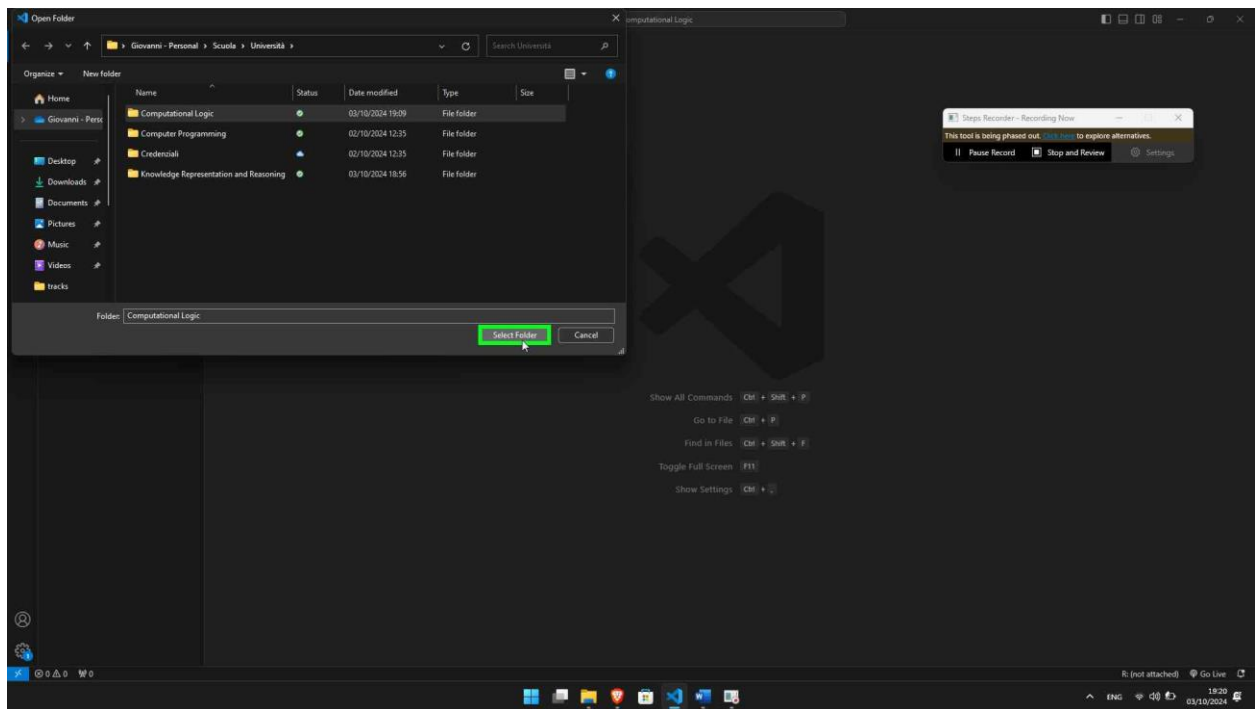 Open Folder
omputational Logic
Giovanni - Personal > Scuola > Università >
Search Università
Organize
New folder
Name Status Date modified Type Size
Home
Giovanni - Perso
Desktop
Downloads
Documents
Pictures
Music
Videos
tracks
Computational Logic 03/10/2024 19:09 File folder
Computer Programming 02/10/2024 12:35 File folder
Credenziali 02/10/2024 12:35 File folder
Knowledge Representation and Reasoning 03/10/2024 18:56 File folder
Folder: Computational Logic
Select Folder Cancel
Steps Recorder - Recording Now
This tool is being phased out. Click here to explore alternatives.
Pause Record Stop and Review Settings
Show All Commands Ctrl + Shift + P
Go to File Ctrl + P
Find in Files Ctrl + Shift + F
Toggle Full Screen F11
Show Settings Ctrl + ,
0 0 0
R: (not attached) Go Live
ENG
19:20
03/10/2024